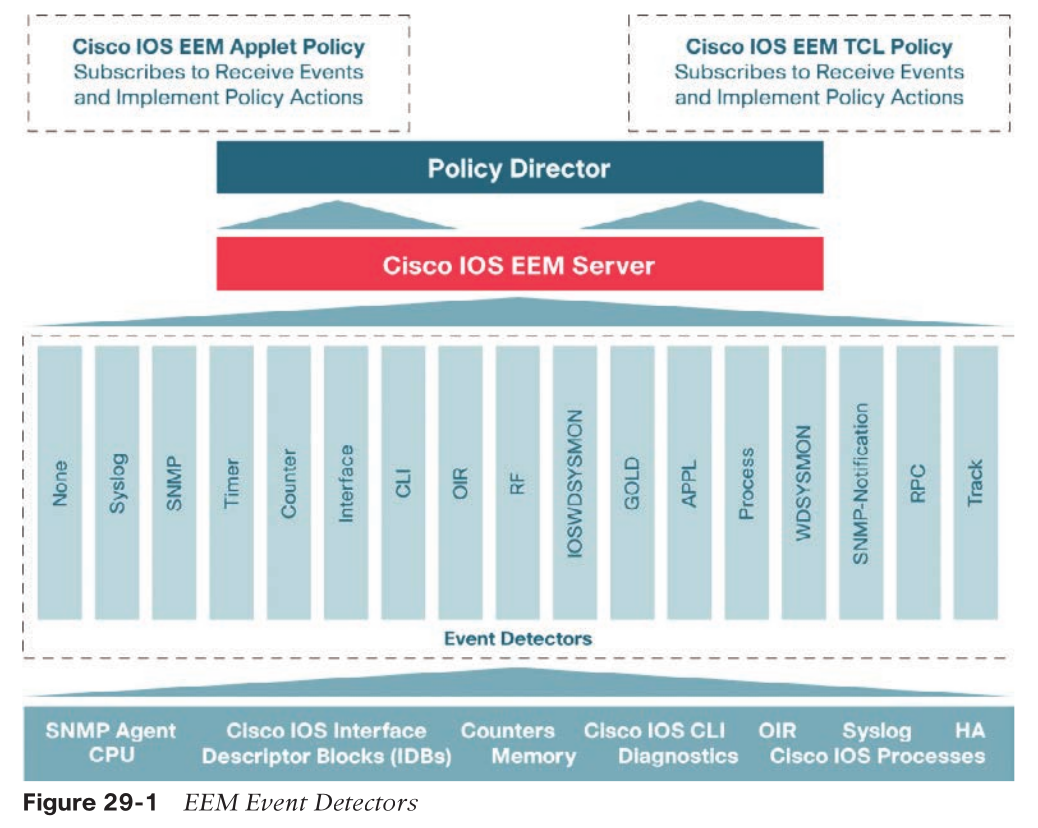 Cisco IOS EEM Applet Policy
Subscribes to Receive Events
and Implement Policy Actions
Cisco IOS EEM TCL Policy
Subscribes to Receive Events
and Implement Policy Actions
Policy Director
Cisco IOS EEM Server
None
Syslog
SNMP
Timer
Counter
Interface
CLI
OIR
RF
IOSWDSYSMON
GOLD
APPL
Process
WDSYSMON
SNMP-Notification
RPC
Track
Event Detectors
SNMP Agent
CPU
Cisco IOS Interface
Descriptor Blocks (IDBs)
Counters
Memory
Cisco IOS CLI
Diagnostics
OIR
Syslog
HA
Cisco IOS Processes
Figure 29-1 EEM Event Detectors